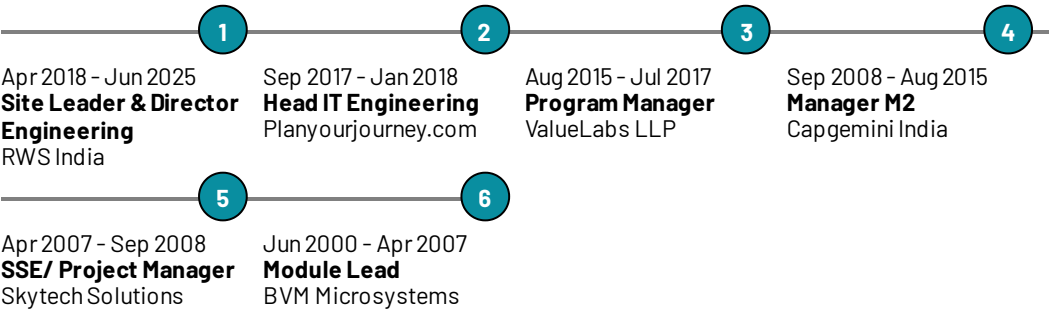 1
Apr 2018 - Jun 2025
Site Leader & Director
Engineering
RWS India
2
Sep 2017 - Jan 2018
Head IT Engineering
Planyourjourney.com
3
Aug 2015 - Jul 2017
Program Manager
ValueLabs LLP
4
Sep 2008 - Aug 2015
Manager M2
Capgemini India
5
Apr 2007 - Sep 2008
SSE/ Project Manager
Skytech Solutions
6
Jun 2000 - Apr 2007
Module Lead
BVM Microsystems